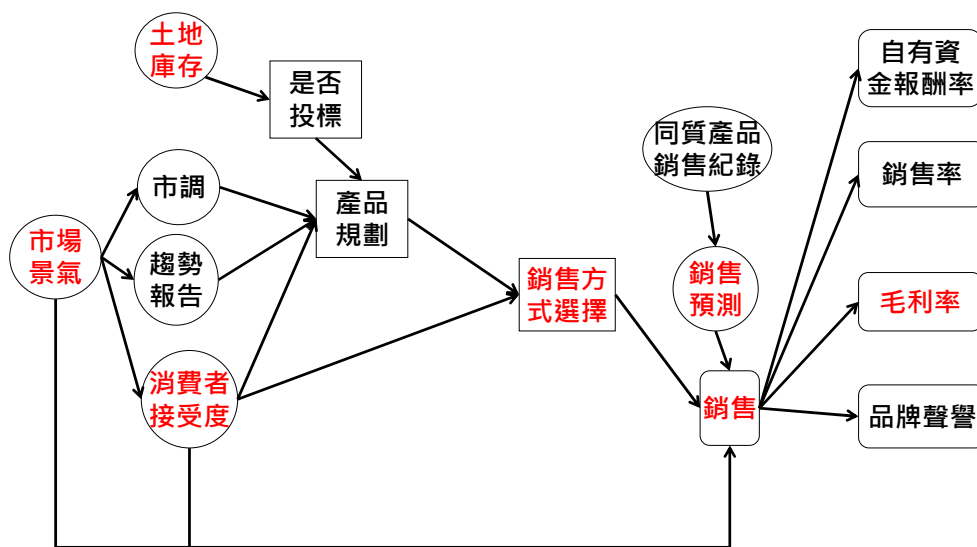 土地
庫存
是否
投標
自有資
金報酬率
同質產品
銷售紀錄
市調
產品
規劃
銷售率
市場
景氣
趨勢
報告
銷售方
式選擇
銷售
預測
毛利率
消費者
接受度
銷售
品牌聲譽